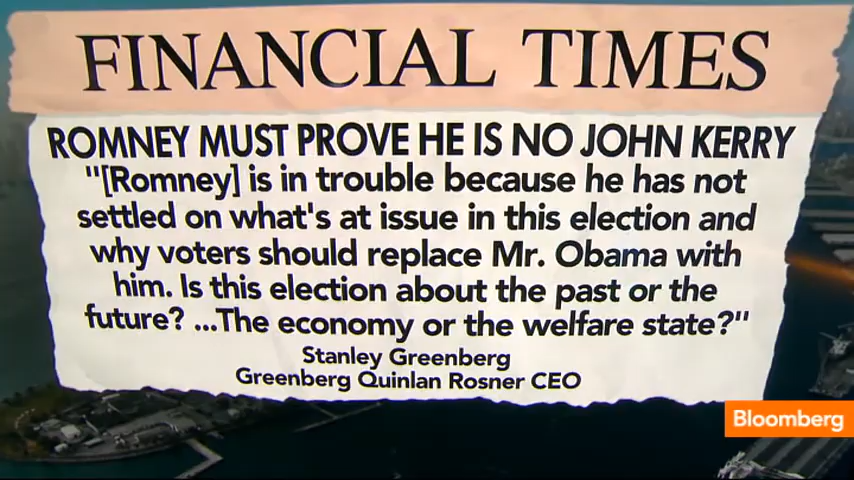 FINANCIAL TIMES
ROMNEY MUST PROVE HE IS NO JOHN KERRY
"[Romney] is in trouble because he has not
settled on what's at issue in this election and
why voters should replace Mr. Obama with
him. Is this election about the past or the
future? ...The economy or the welfare state?"
Stanley Greenberg
Greenberg Quinlan Rosner CEO
Bloomberg